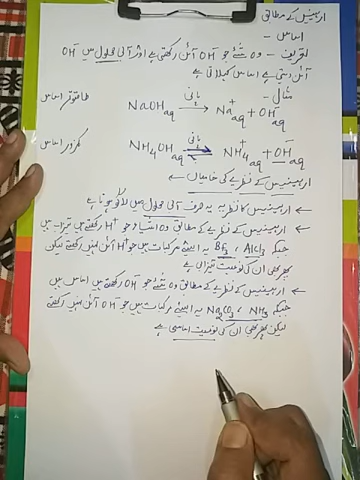 ارہینیس کے مطابق
اساس -
تعریف - وہ شئے جو OH⁻ آئن رکھتی ہے اور آبی محلول میں OH⁻
آئن دیتی ہے اساس کہلاتی ہے
مثال -
NaOHaq پانی → Na⁺aq + OH⁻aq طاقتور اساس
NH4OHaq پانی ⇌ NH4⁺aq + OH⁻aq کمزور اساس
ارہینیس کے نظریے کی خامیاں ←
← ارہینیس کا نظریہ یہ صرف آبی محلول میں لاگو ہوتا ہے
← ارہینیس کے نظریے کے مطابق وہ اشیاء جو H⁺ رکھتے ہیں تیزاب ہیں
جبکہ AlCl3 ، BF3 یہ ایسے مرکبات ہیں جو H⁺ آئن نہیں رکھتے لیکن
پھر بھی ان کی نوعیت تیزابی ہے
← ارہینیس کے نظریے کے مطابق وہ شئے جو OH⁻ رکھتے ہیں اساس ہیں
جبکہ NH3 ، Na2CO3 یہ ایسے مرکبات ہیں جو OH⁻ آئن نہیں رکھتے
لیکن پھر بھی ان کی نوعیت اساسی ہے